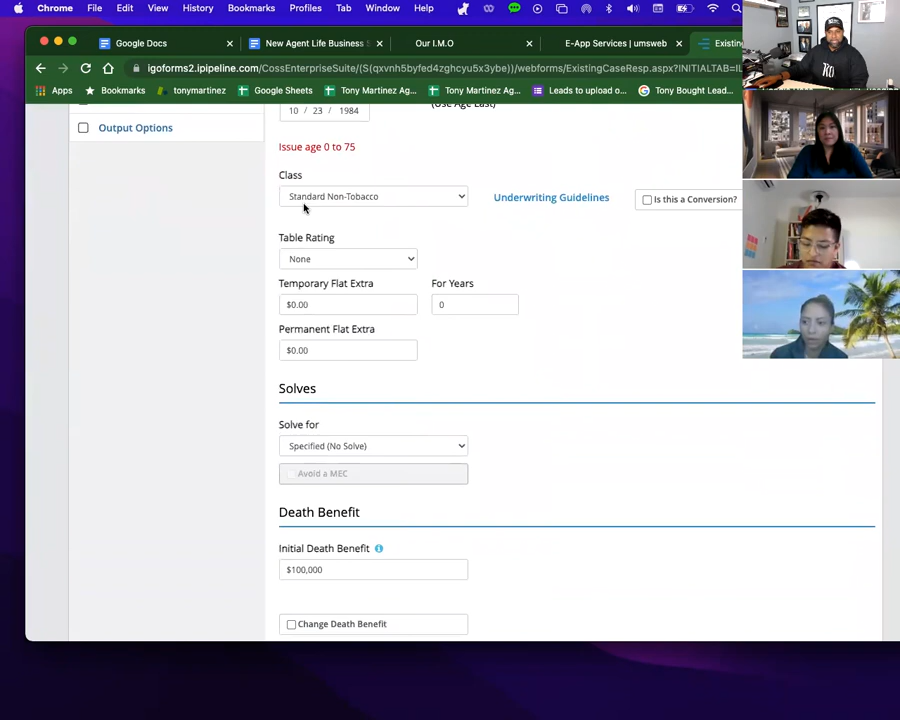 Chrome File Edit View History Bookmarks Profiles Tab Window Help
Google Docs × New Agent Life Business S × Our I.M.O × E-App Services | umsweb × Existing
igoforms2.ipipeline.com/CossEnterpriseSuite/(S(qxvnh5byfed4zghcyu5x3ybe))/webforms/ExistingCaseResp.aspx?INITIALTAB=IL
Apps Bookmarks tonymartinez Google Sheets Tony Martinez Ag... Tony Martinez Ag... Leads to upload o... Tony Bought Lead...
(Use Age Last)
10 / 23 / 1984
Output Options
Issue age 0 to 75
Class
Standard Non-Tobacco Underwriting Guidelines Is this a Conversion?
Table Rating
None
Temporary Flat Extra For Years
$0.00 0
Permanent Flat Extra
$0.00
Solves
Solve for
Specified (No Solve)
Avoid a MEC
Death Benefit
Initial Death Benefit
$100,000
Change Death Benefit